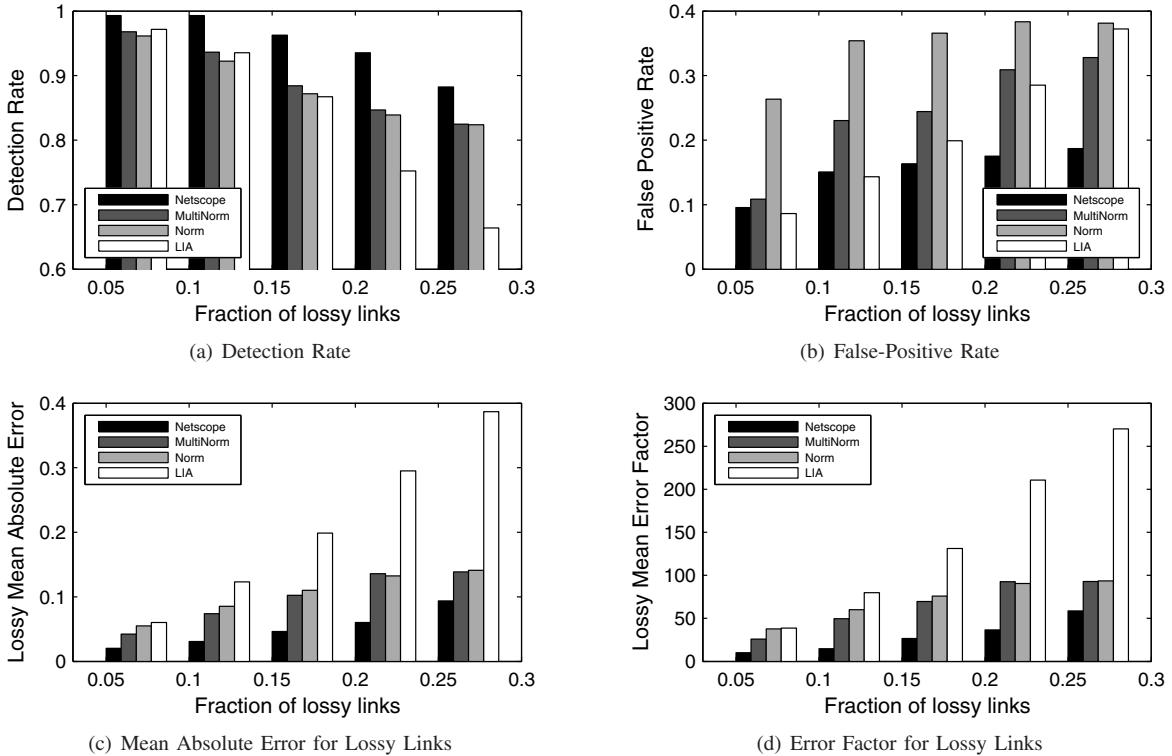 1
0.9
0.8
0.7
0.6
Detection Rate
Netscope
MultiNorm
Norm
LIA
0.05 0.1 0.15 0.2 0.25 0.3
Fraction of lossy links
(a) Detection Rate
0.4
0.3
0.2
0.1
0
False Positive Rate
Netscope
MultiNorm
Norm
LIA
0.05 0.1 0.15 0.2 0.25 0.3
Fraction of lossy links
(b) False-Positive Rate
0.4
0.3
0.2
0.1
0
Lossy Mean Absolute Error
Netscope
MultiNorm
Norm
LIA
0.05 0.1 0.15 0.2 0.25 0.3
Fraction of lossy links
(c) Mean Absolute Error for Lossy Links
300
250
200
150
100
50
0
Lossy Mean Error Factor
Netscope
MultiNorm
Norm
LIA
0.05 0.1 0.15 0.2 0.25 0.3
Fraction of lossy links
(d) Error Factor for Lossy Links